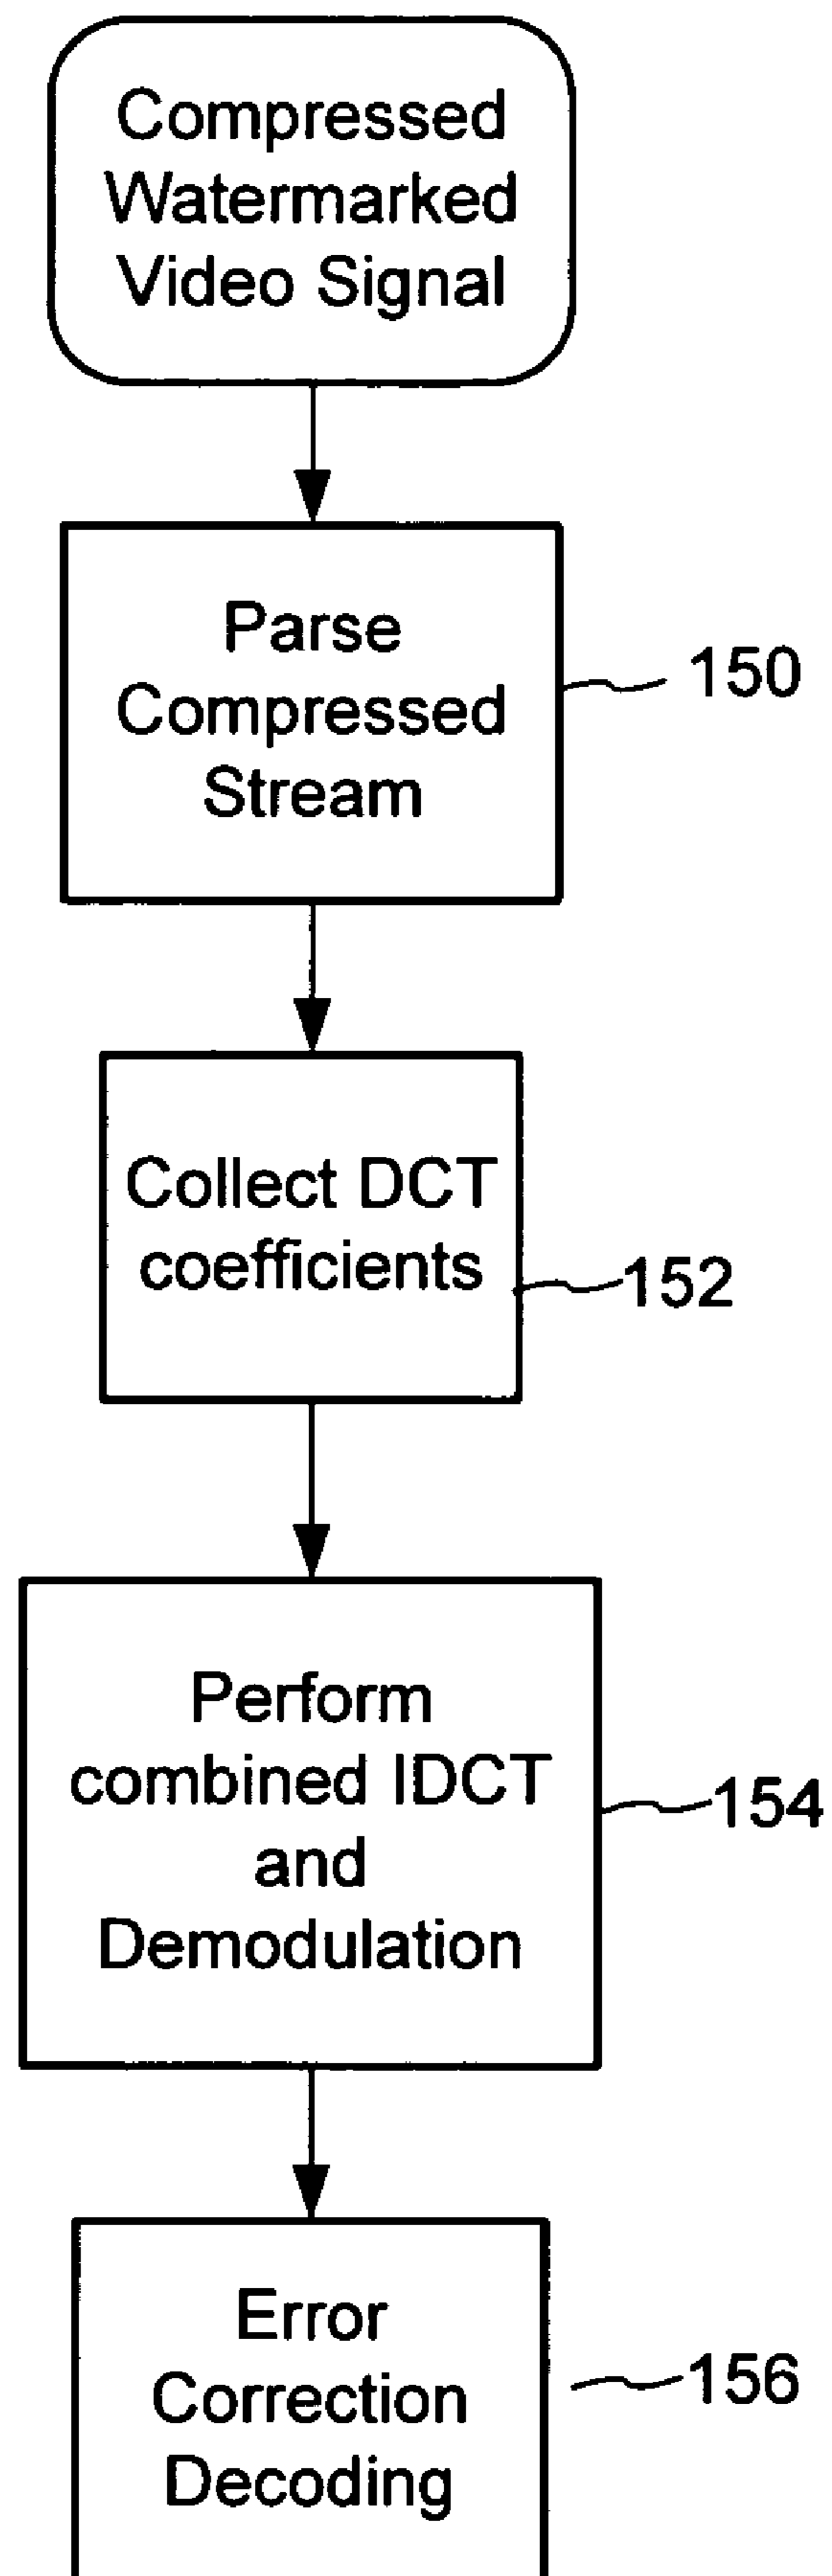 Compressed
Watermarked
Video Signal
Parse
Compressed
Stream
150
Collect DCT
coefficients
152
Perform
combined IDCT
and
Demodulation
154
Error
Correction
Decoding
156